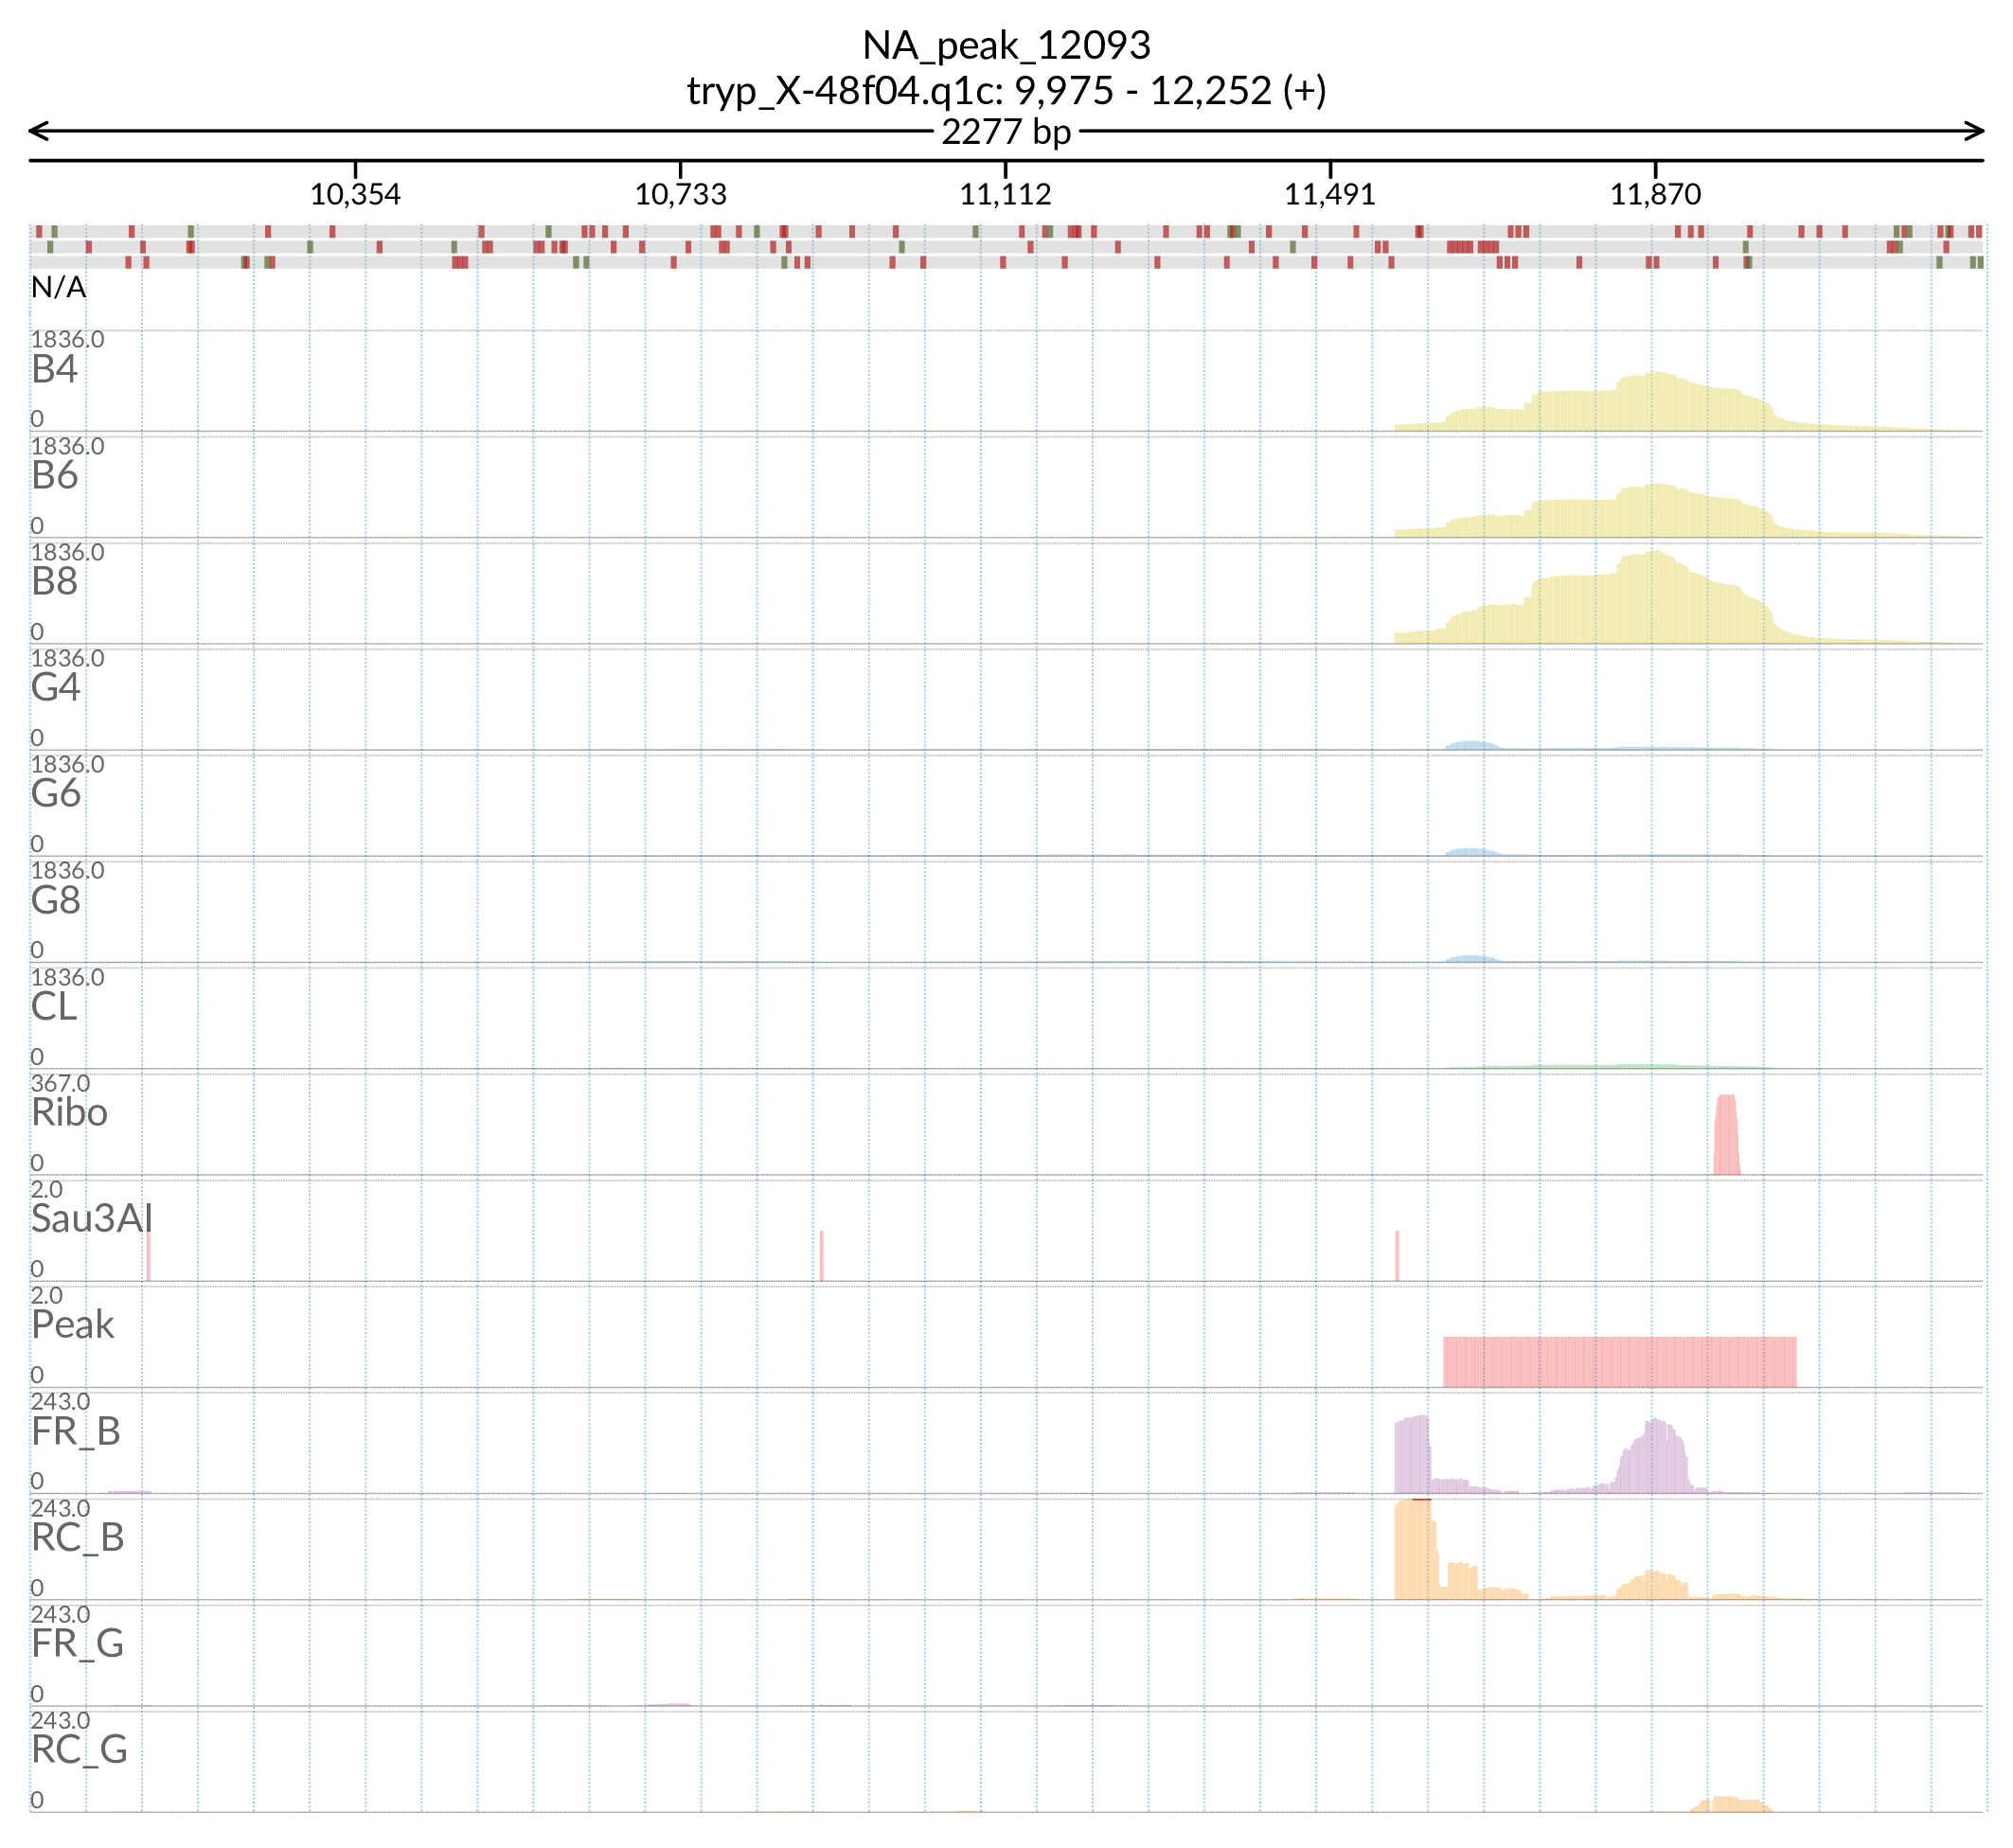 NA_peak_12093
tryp_X-48f04.q1c: 9,975 - 12,252 (+)
2277 bp
10,354 10,733 11,112 11,491 11,870
N/A
1836.0
B4
0
1836.0
B6
0
1836.0
B8
0
1836.0
G4
0
1836.0
G6
0
1836.0
G8
0
1836.0
CL
0
367.0
Ribo
0
2.0
Sau3AI
0
2.0
Peak
0
243.0
FR_B
0
243.0
RC_B
0
243.0
FR_G
0
243.0
RC_G
0